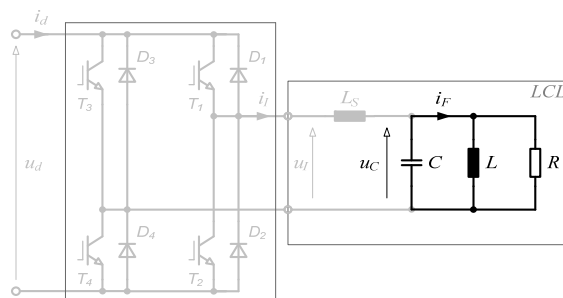 i_d
D_3
D_1
T_3
T_1
i_I
L_S
i_F
LCL
u_d
u_I
u_C
C
L
R
D_4
D_2
T_4
T_2